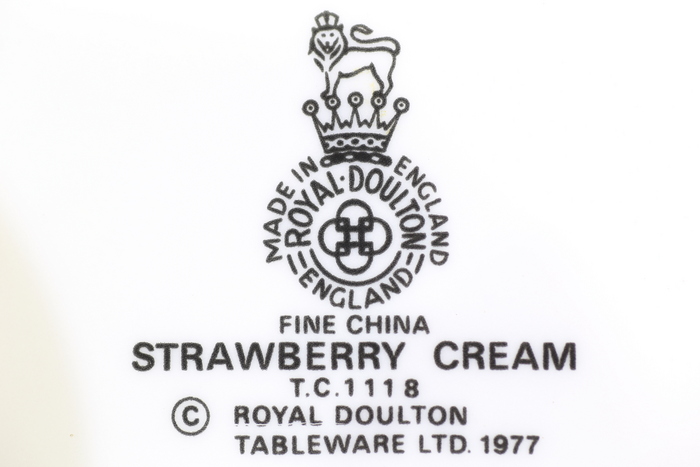 MADE IN ENGLAND
ROYAL·DOULTON
ENGLAND
FINE CHINA
STRAWBERRY CREAM
T.C.1118
© ROYAL DOULTON
TABLEWARE LTD. 1977